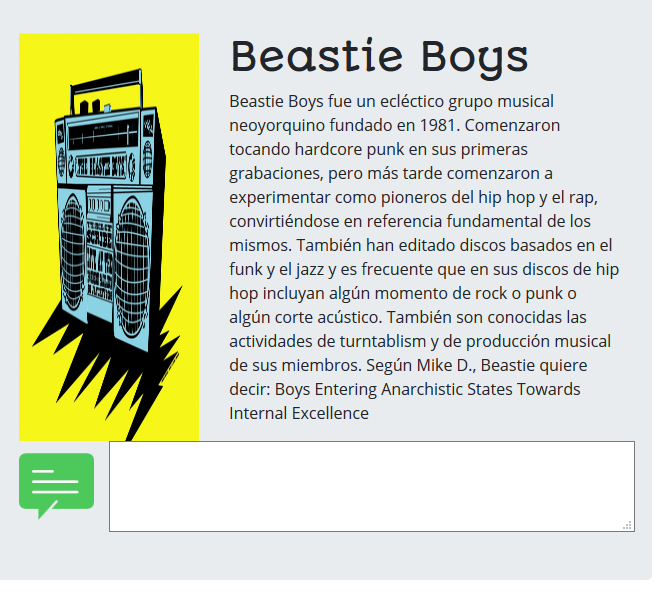 Beastie Boys
Beastie Boys fue un ecléctico grupo musical
neoyorquino fundado en 1981. Comenzaron
tocando hardcore punk en sus primeras
grabaciones, pero más tarde comenzaron a
experimentar como pioneros del hip hop y el rap,
convirtiéndose en referencia fundamental de los
mismos. También han editado discos basados en el
funk y el jazz y es frecuente que en sus discos de hip
hop incluyan algún momento de rock o punk o
algún corte acústico. También son conocidas las
actividades de turntablism y de producción musical
de sus miembros. Según Mike D., Beastie quiere
decir: Boys Entering Anarchistic States Towards
Internal Excellence
THE BEASTIE BOYS